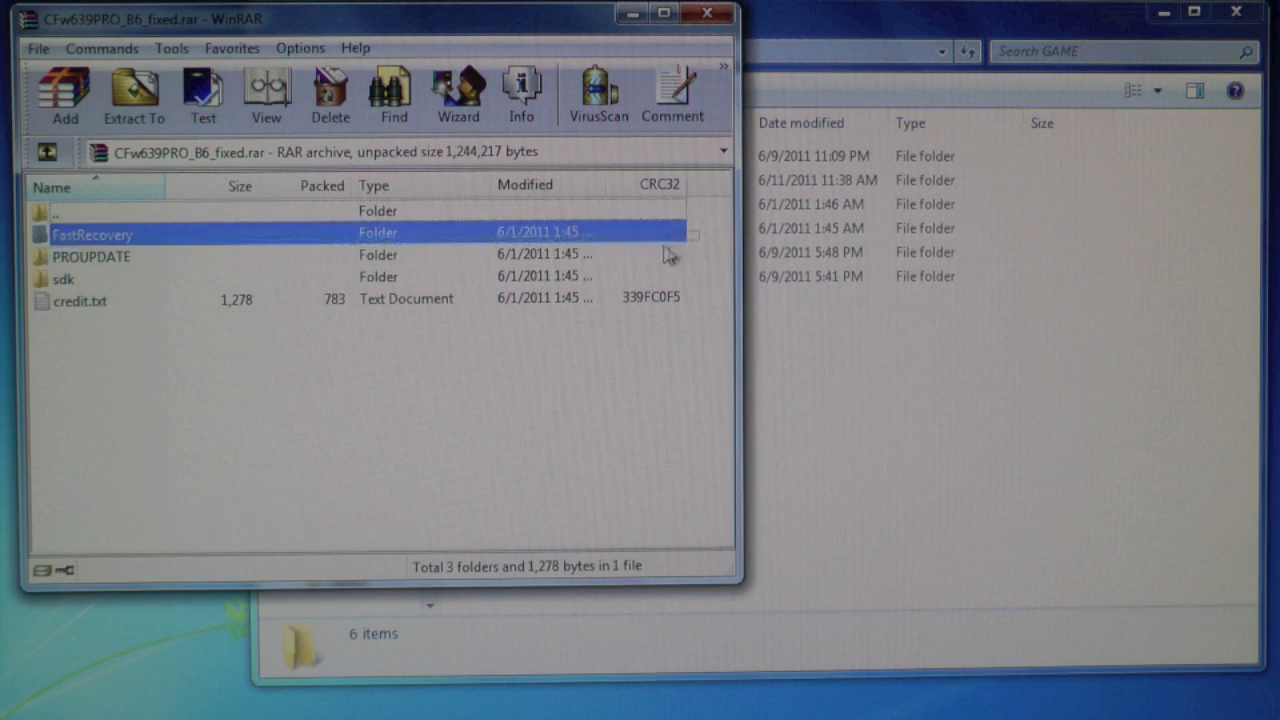 CFw639PRO_B6_fixed.rar - WinRAR
File Commands Tools Favorites Options Help
Add Extract To Test View Delete Find Wizard Info VirusScan Comment
CFw639PRO_B6_fixed.rar - RAR archive, unpacked size 1,244,217 bytes
Name Size Packed Type Modified CRC32
.. Folder
FastRecovery Folder 6/1/2011 1:45 ...
PROUPDATE Folder 6/1/2011 1:45 ...
sdk Folder 6/1/2011 1:45 ...
credit.txt 1,278 783 Text Document 6/1/2011 1:45 ... 339FC0F5
Total 3 folders and 1,278 bytes in 1 file
Search GAME
Date modified Type Size
6/9/2011 11:09 PM File folder
6/11/2011 11:38 AM File folder
6/1/2011 1:46 AM File folder
6/1/2011 1:45 AM File folder
6/9/2011 5:48 PM File folder
6/9/2011 5:41 PM File folder
6 items